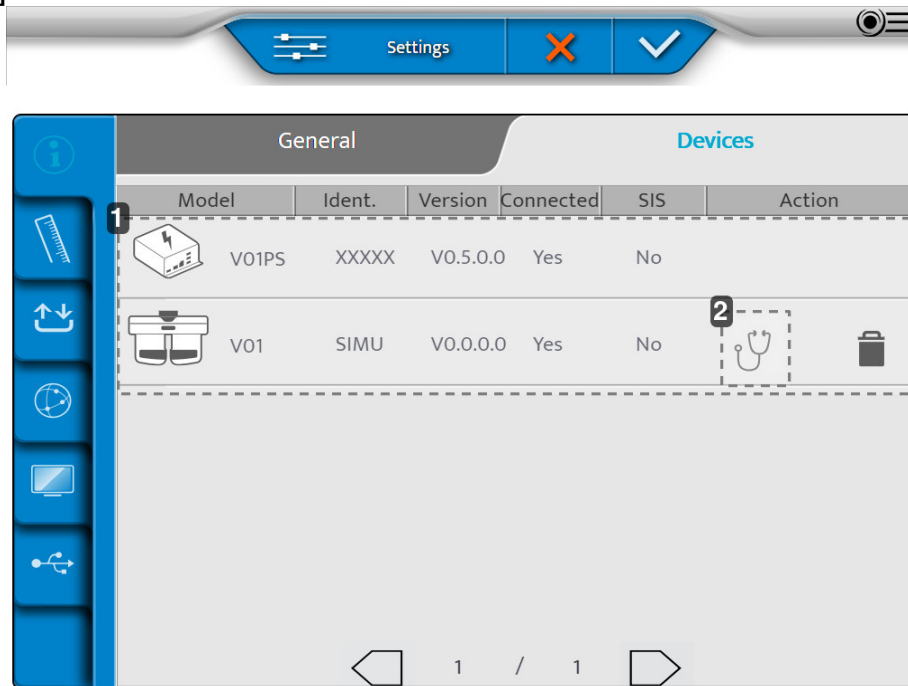 Settings
General Devices
Model Ident. Version Connected SIS Action
1
V01PS XXXXX V0.5.0.0 Yes No
2
V01 SIMU V0.0.0.0 Yes No
1 / 1